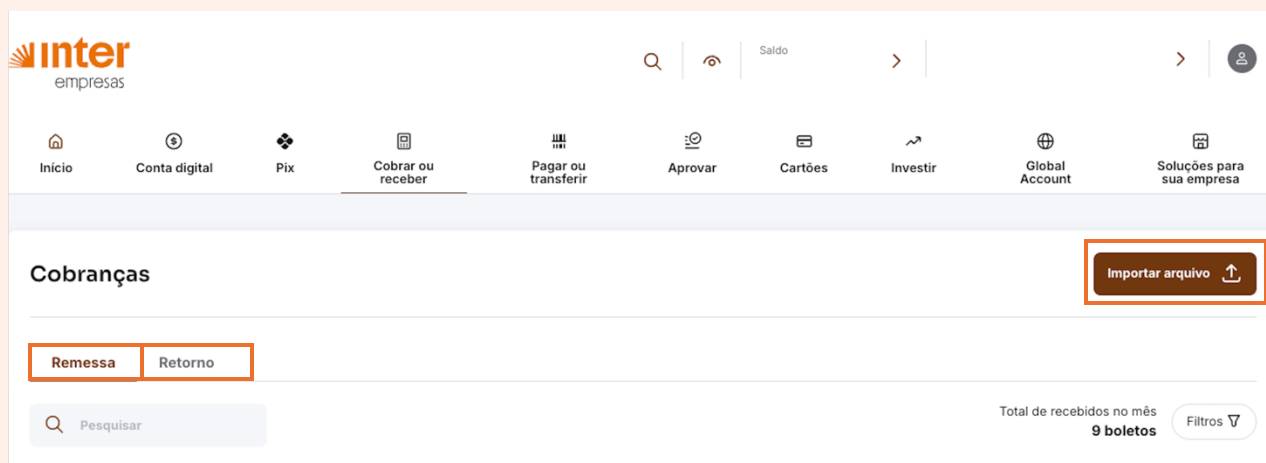 inter
empresas
Saldo
Início
Conta digital
Pix
Cobrar ou
receber
Pagar ou
transferir
Aprovar
Cartões
Investir
Global
Account
Soluções para
sua empresa
Cobranças
Importar arquivo
Remessa
Retorno
Pesquisar
Total de recebidos no mês
9 boletos
Filtros